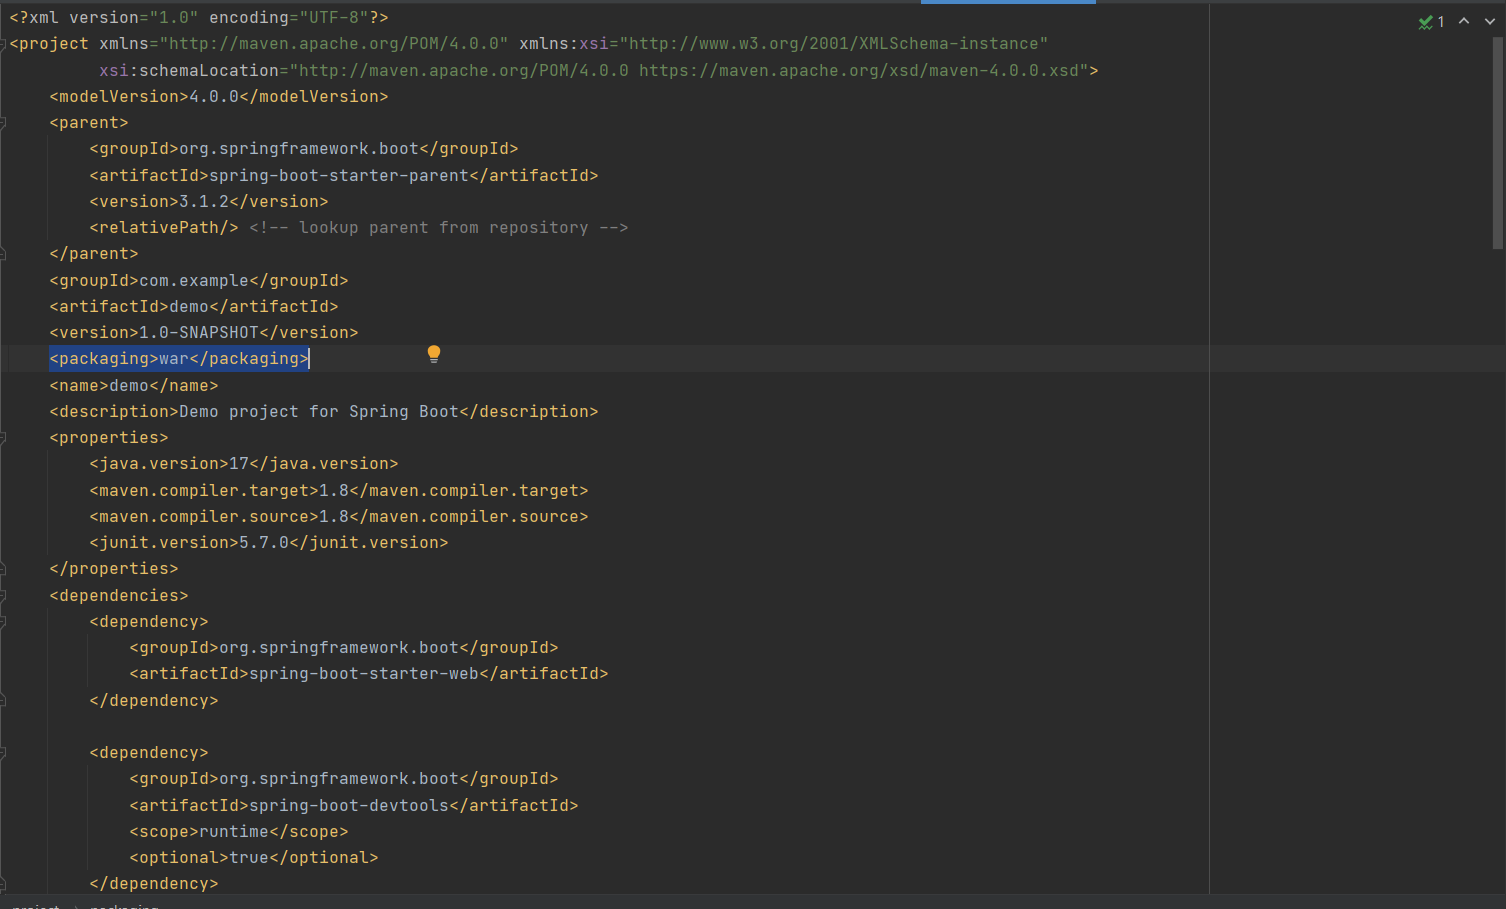 <?xml version="1.0" encoding="UTF-8"?>
1
<project xmlns="http://maven.apache.org/POM/4.0.0" xmlns:xsi="http://www.w3.org/2001/XMLSchema-instance"
xsi:schemaLocation="http://maven.apache.org/POM/4.0.0 https://maven.apache.org/xsd/maven-4.0.0.xsd">
<modelVersion>4.0.0</modelVersion>
<parent>
<groupId>org.springframework.boot</groupId>
<artifactId>spring-boot-starter-parent</artifactId>
<version>3.1.2</version>
<relativePath/> <!-- lookup parent from repository -->
</parent>
<groupId>com.example</groupId>
<artifactId>demo</artifactId>
<version>1.0-SNAPSHOT</version>
<packaging>war</packaging>
<name>demo</name>
<description>Demo project for Spring Boot</description>
<properties>
<java.version>17</java.version>
<maven.compiler.target>1.8</maven.compiler.target>
<maven.compiler.source>1.8</maven.compiler.source>
<junit.version>5.7.0</junit.version>
</properties>
<dependencies>
<dependency>
<groupId>org.springframework.boot</groupId>
<artifactId>spring-boot-starter-web</artifactId>
</dependency>
<dependency>
<groupId>org.springframework.boot</groupId>
<artifactId>spring-boot-devtools</artifactId>
<scope>runtime</scope>
<optional>true</optional>
</dependency>
project > packaging